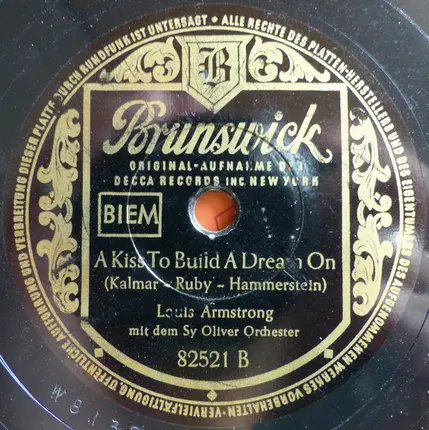 ALLE RECHTE DES PLATTEN-HERSTELLERS UND DES EIGENTÜMERS DES AUFGENOMMENEN WERKES VORBEHALTEN - VERVIELFÄLTIGUNG, ÖFFENTLICHE AUFFÜHRUNG UND VERBREITUNG DIESER PLATTE DURCH RUNDFUNK IST UNTERSAGT •
B
Brunswick
ORIGINAL-AUFNAHME DER
DECCA RECORDS INC. NEW YORK
BIEM
A Kiss To Build A Dream On
(Kalmar - Ruby - Hammerstein)
Louis Armstrong
mit dem Sy Oliver Orchester
82521 B